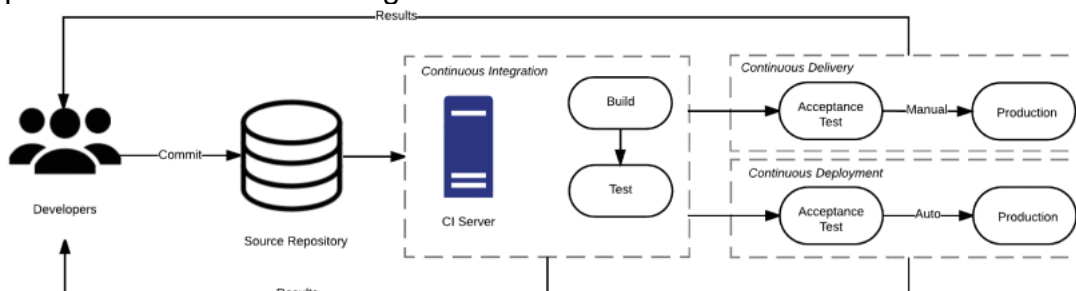 Results
Continuous Integration
Continuous Delivery
Build
Acceptance
Test
Manual
Production
Commit
Test
Continuous Deployment
Developers
CI Server
Acceptance
Test
Auto
Production
Source Repository
Results